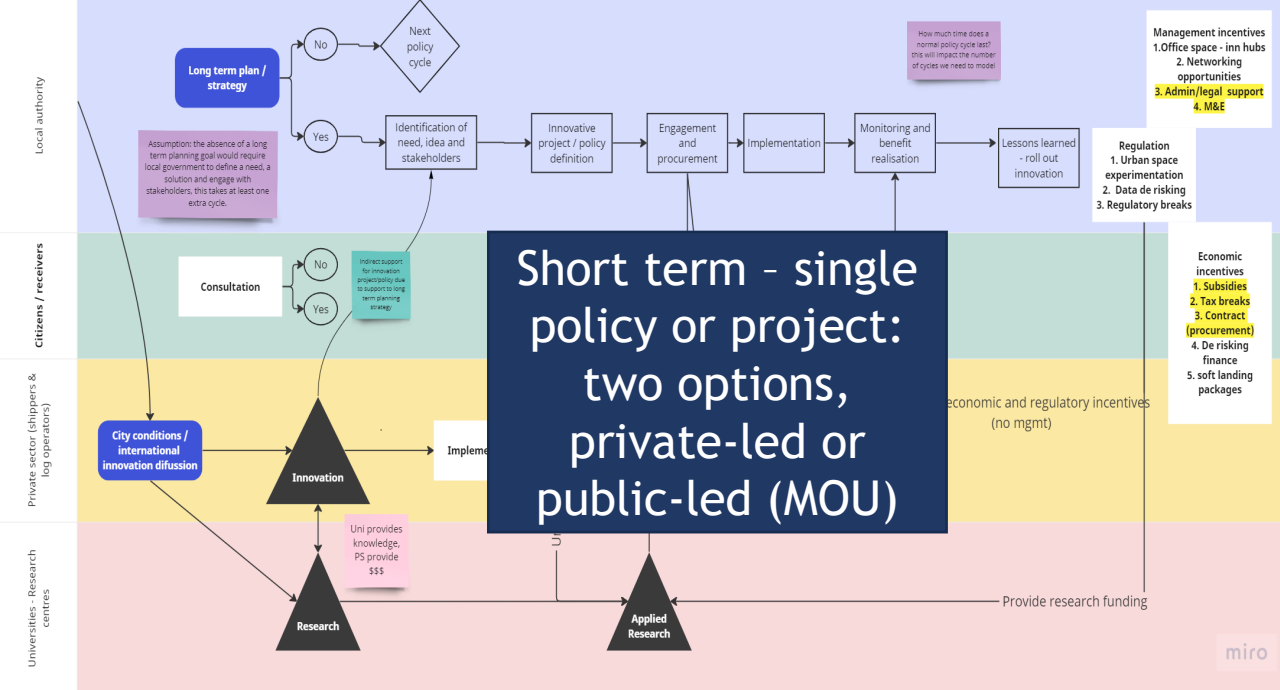 Local authority
Long term plan /
strategy
No
Next
policy
cycle
Yes
Assumption: the absence of a long
term planning goal would require
local government to define a need, a
solution and engage with
stakeholders, this takes at least one
extra cycle.
Identification of
need, idea and
stakeholders
Innovative
project / policy
definition
Engagement
and
procurement
Implementation
Monitoring and
benefit
realisation
Lessons learned
- roll out
innovation
How much time does a
normal policy cycle last?
this will impact the number
of cycles we need to model
Management incentives
1.Office space - inn hubs
2. Networking
opportunities
3. Admin/legal support
4. M&E
Regulation
1. Urban space
experimentation
2. Data de risking
3. Regulatory breaks
Economic
incentives
1. Subsidies
2. Tax breaks
3. Contract
(procurement)
4. De risking
finance
5. soft landing
packages
Citizens / receivers
Consultation
No
Yes
Indirect support
for innovation
project/policy due
to support to long
term planning
strategy
Short term – single
policy or project:
two options,
private-led or
public-led (MOU)
Private sector (shippers &
log operators)
City conditions /
international
innovation difussion
Innovation
Impleme
economic and regulatory incentives
(no mgmt)
Universities - Research
centres
Uni provides
knowledge,
PS provide
$$$
Research
Applied
Research
Provide research funding
miro